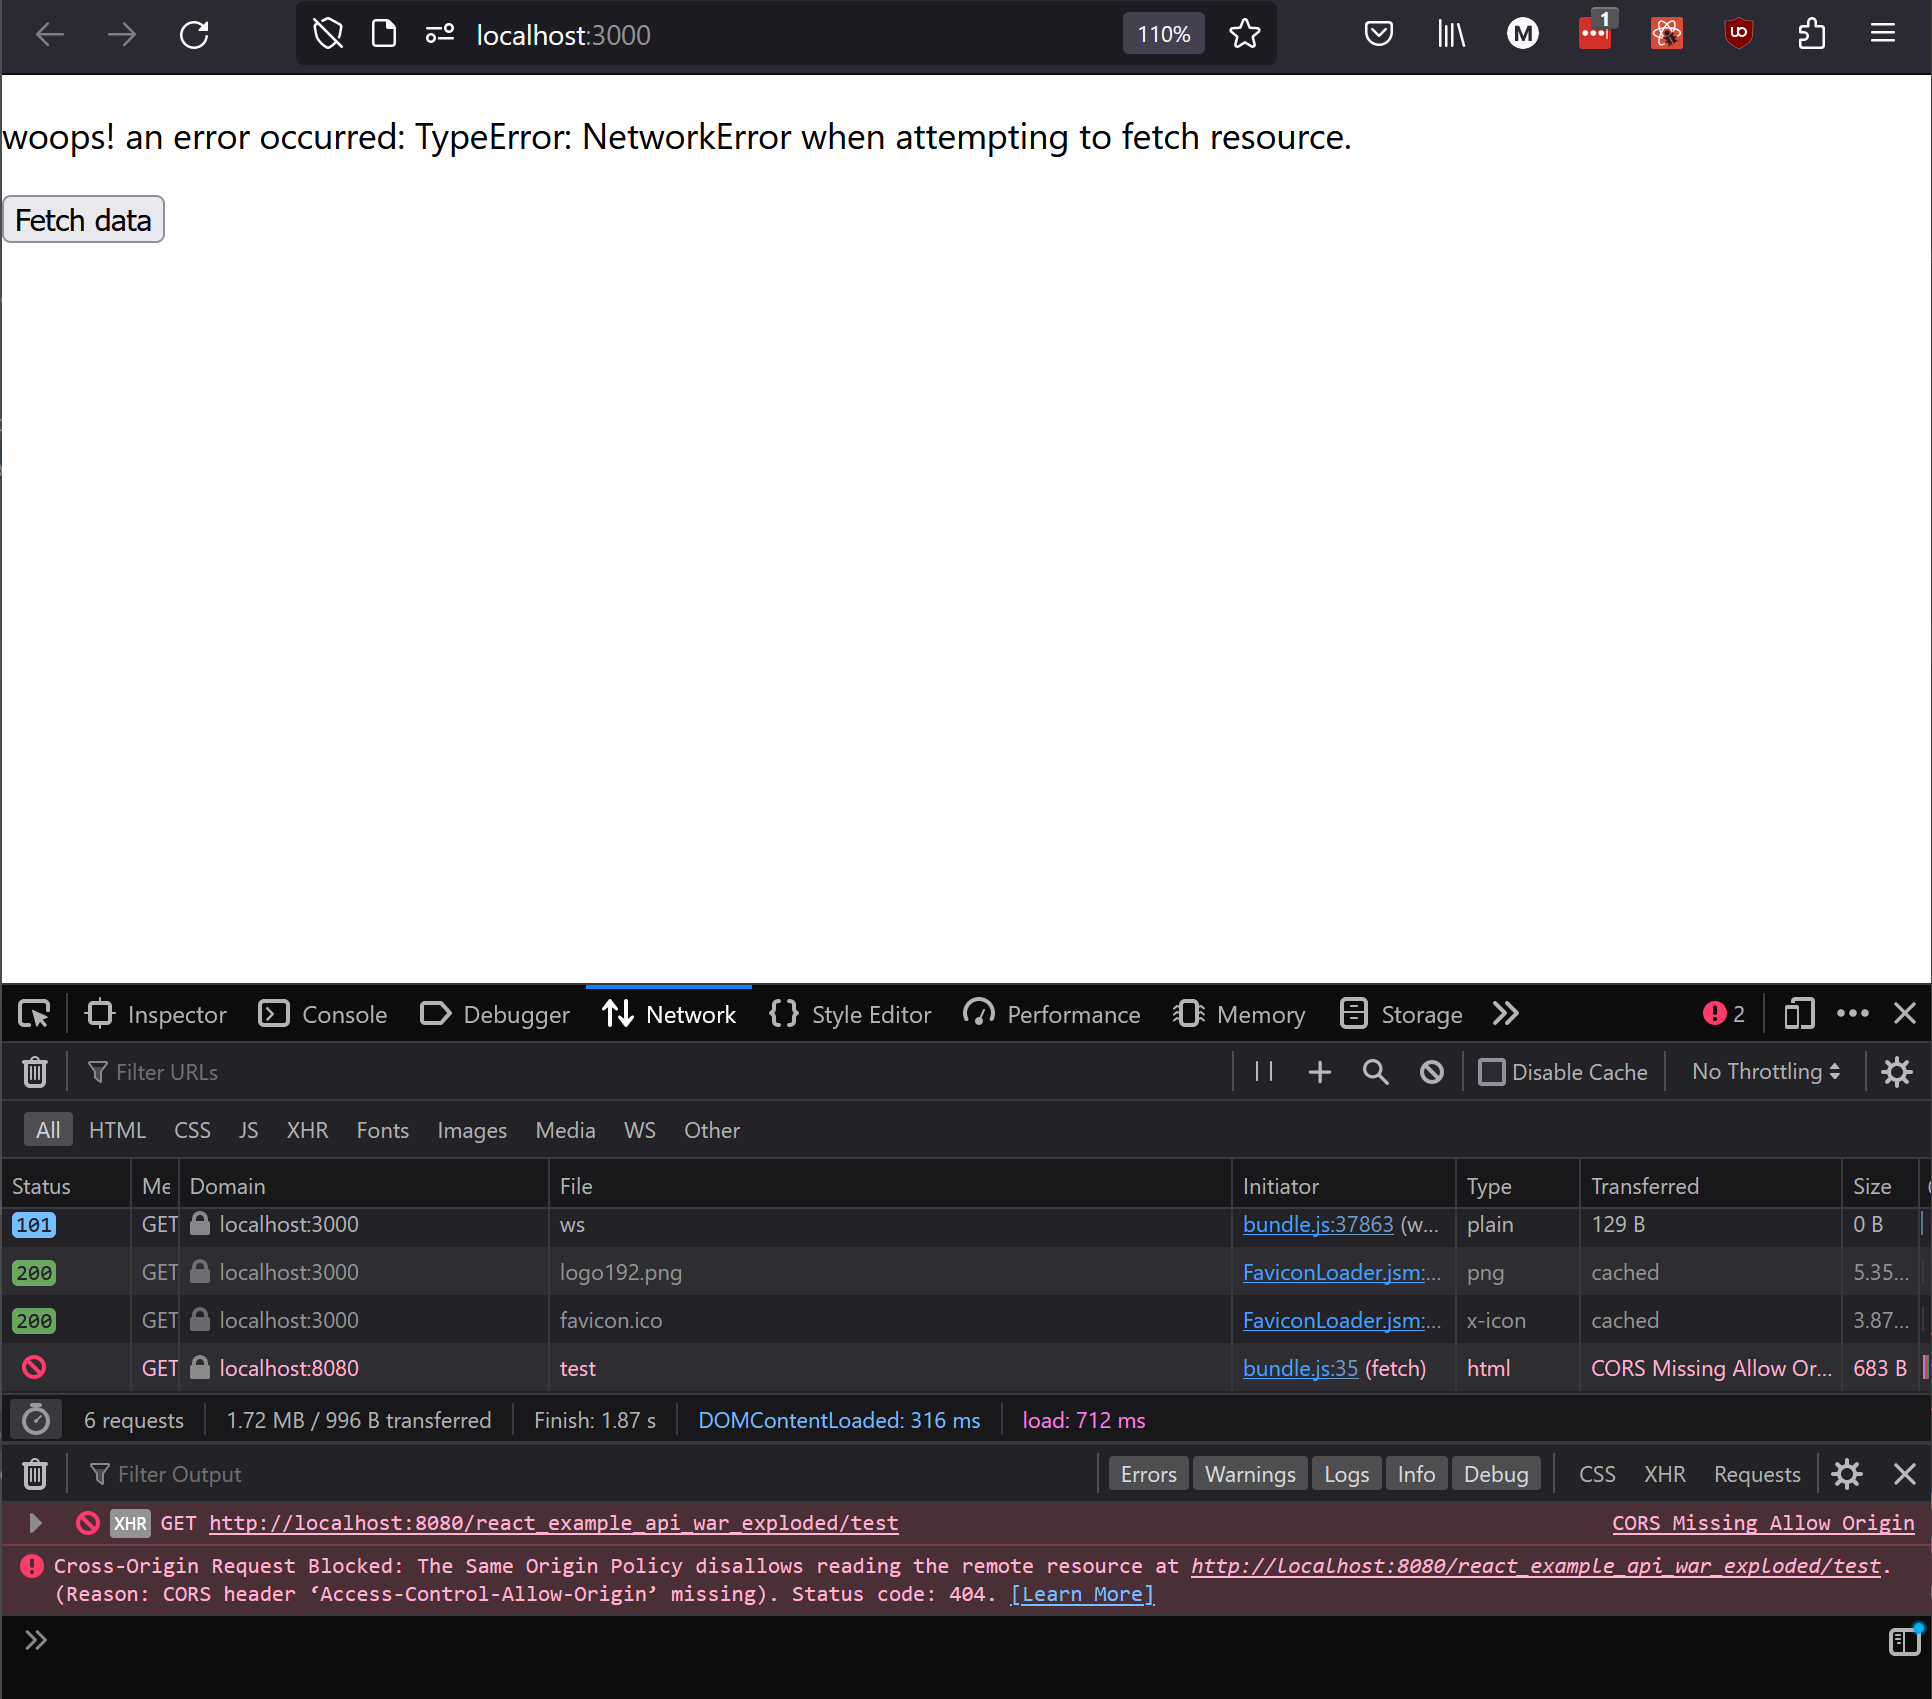 localhost:3000
110%
M
1
UO
woops! an error occurred: TypeError: NetworkError when attempting to fetch resource.
Fetch data
Inspector Console Debugger Network Style Editor Performance Memory Storage 2
Filter URLs Disable Cache No Throttling
All HTML CSS JS XHR Fonts Images Media WS Other
Status Me Domain File Initiator Type Transferred Size
101 GET localhost:3000 ws bundle.js:37863 (w... plain 129 B 0 B
200 GET localhost:3000 logo192.png FaviconLoader.jsm:... png cached 5.35...
200 GET localhost:3000 favicon.ico FaviconLoader.jsm:... x-icon cached 3.87...
GET localhost:8080 test bundle.js:35 (fetch) html CORS Missing Allow Or... 683 B
6 requests 1.72 MB / 996 B transferred Finish: 1.87 s DOMContentLoaded: 316 ms load: 712 ms
Filter Output Errors Warnings Logs Info Debug CSS XHR Requests
XHR GET http://localhost:8080/react_example_api_war_exploded/test CORS Missing Allow Origin
Cross-Origin Request Blocked: The Same Origin Policy disallows reading the remote resource at http://localhost:8080/react_example_api_war_exploded/test.
(Reason: CORS header ‘Access-Control-Allow-Origin’ missing). Status code: 404. [Learn More]